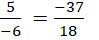 5/-6 = -37/18